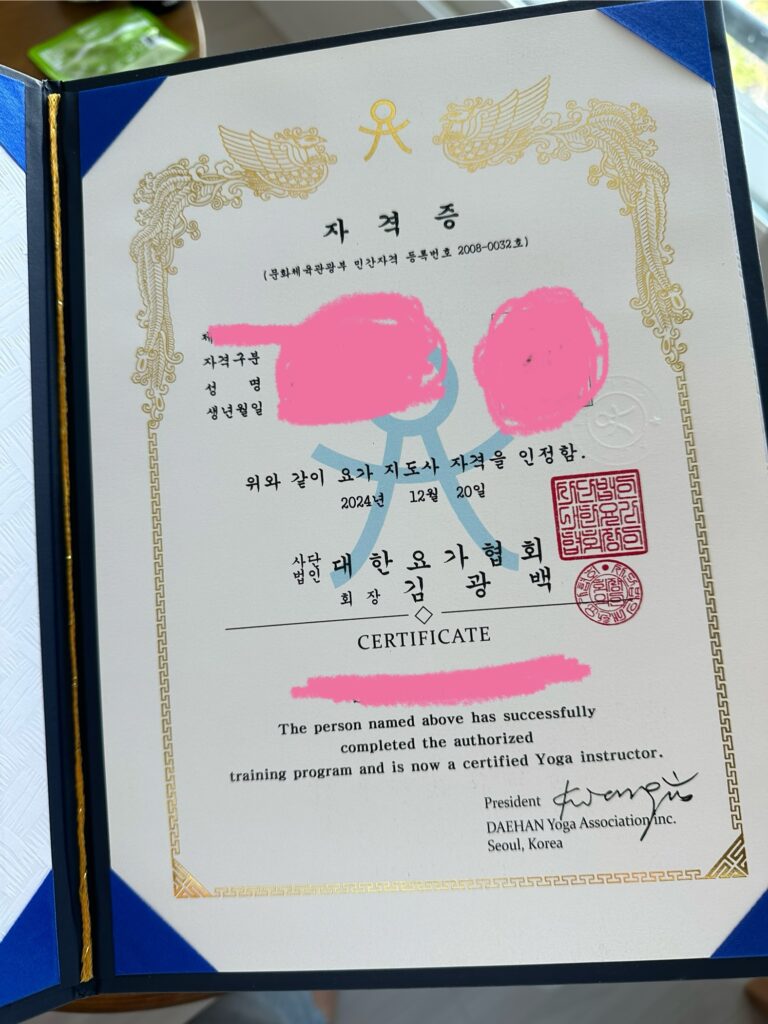 자격증
(문화체육관광부 민간자격 등록번호 2008-0032호)
제
자격구분
성 명
생년월일
위와 같이 요가 지도사 자격을 인정함.
2024년 12월 20일
사단법인 대한요가협회
회장 김광백
CERTIFICATE
The person named above has successfully
completed the authorized
training program and is now a certified Yoga instructor.
President
DAEHAN Yoga Association inc.
Seoul, Korea